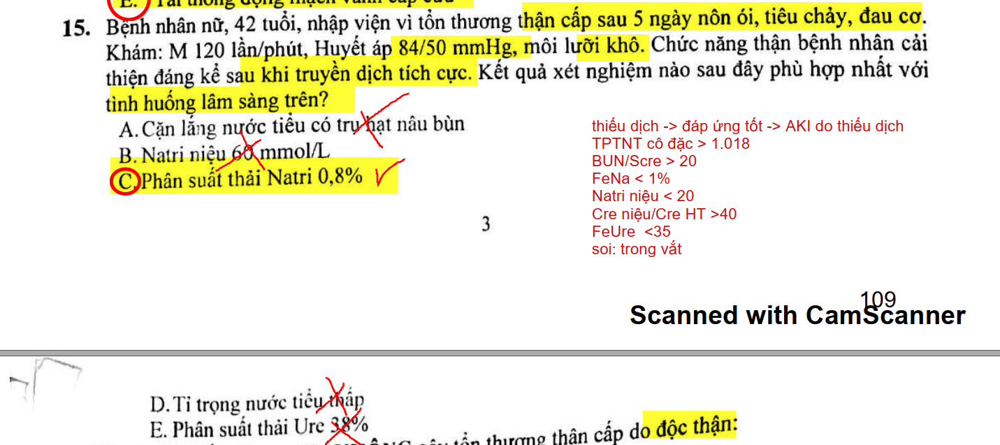 E. Tái thông động mạch vành cấp cứu
15. Bệnh nhân nữ, 42 tuổi, nhập viện vì tổn thương thận cấp sau 5 ngày nôn ói, tiêu chảy, đau cơ.
Khám: M 120 lần/phút, Huyết áp 84/50 mmHg, môi lưỡi khô. Chức năng thận bệnh nhân cải
thiện đáng kể sau khi truyền dịch tích cực. Kết quả xét nghiệm nào sau đây phù hợp nhất với
tình huống lâm sàng trên?
A. Cặn lắng nước tiểu có trụ hạt nâu bùn
B. Natri niệu 60 mmol/L
C. Phân suất thải Natri 0,8%
thiếu dịch -> đáp ứng tốt -> AKI do thiếu dịch
TPTNT cô đặc > 1.018
BUN/Scre > 20
FeNa < 1%
Natri niệu < 20
Cre niệu/Cre HT >40
FeUre <35
soi: trong vắt
3
109
Scanned with CamScanner
D. Tỉ trọng nước tiểu thấp
E. Phân suất thải Ure 38%
tổn thương thận cấp do độc thận: